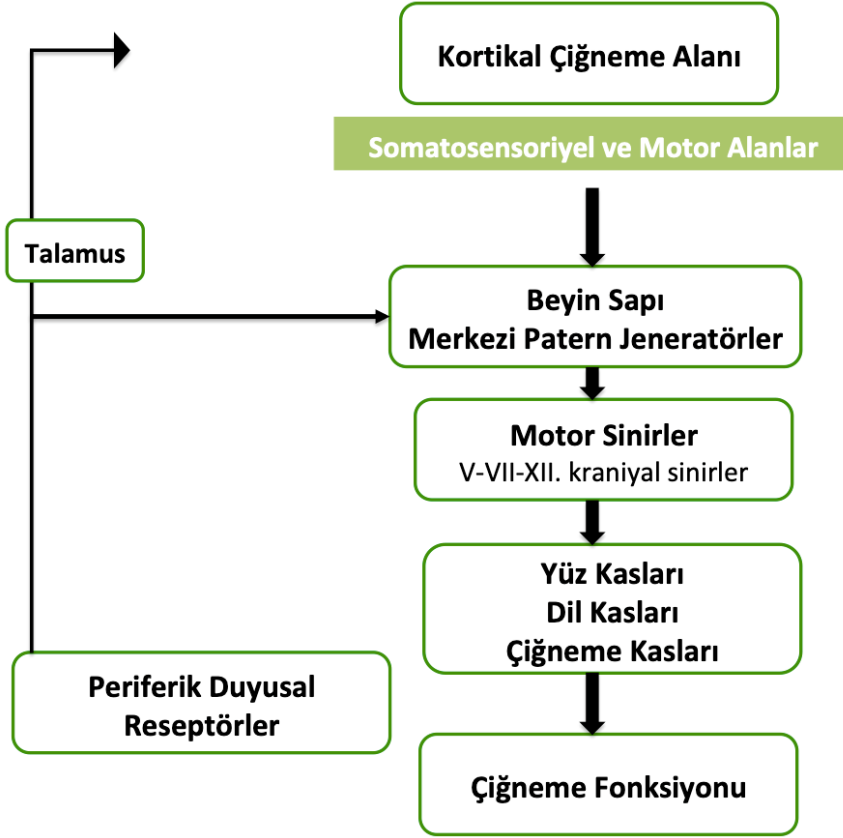 Kortikal Çiğneme Alanı
Somatosensoriyel ve Motor Alanlar
Talamus
Beyin Sapı
Merkezi Patern Jeneratörler
Motor Sinirler
V-VII-XII. kraniyal sinirler
Yüz Kasları
Dil Kasları
Çiğneme Kasları
Periferik Duyusal
Reseptörler
Çiğneme Fonksiyonu